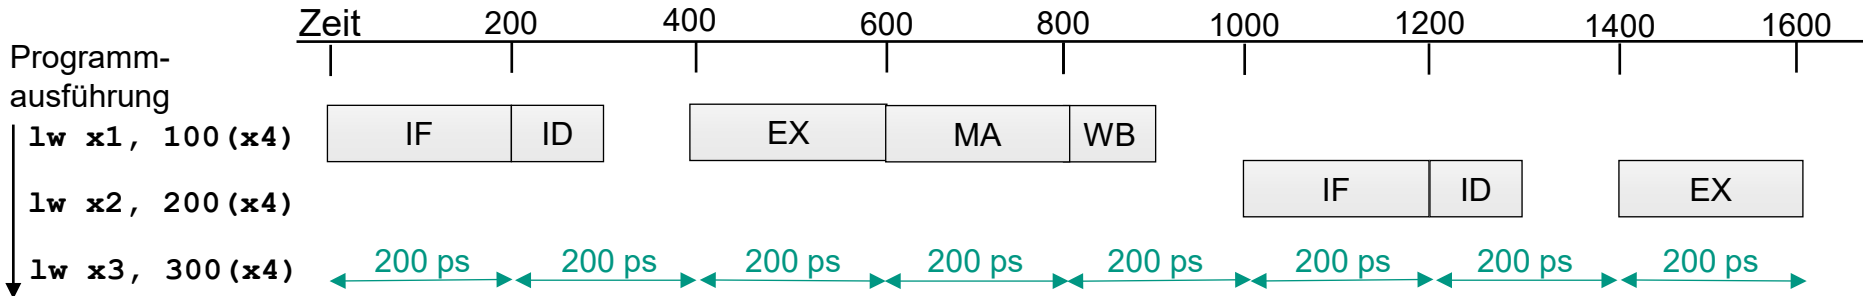 Zeit 200 400 600 800 1000 1200 1400 1600
Programm-
ausführung
lw x1, 100(x4) IF ID EX MA WB
lw x2, 200(x4) IF ID EX
lw x3, 300(x4) 200 ps 200 ps 200 ps 200 ps 200 ps 200 ps 200 ps 200 ps